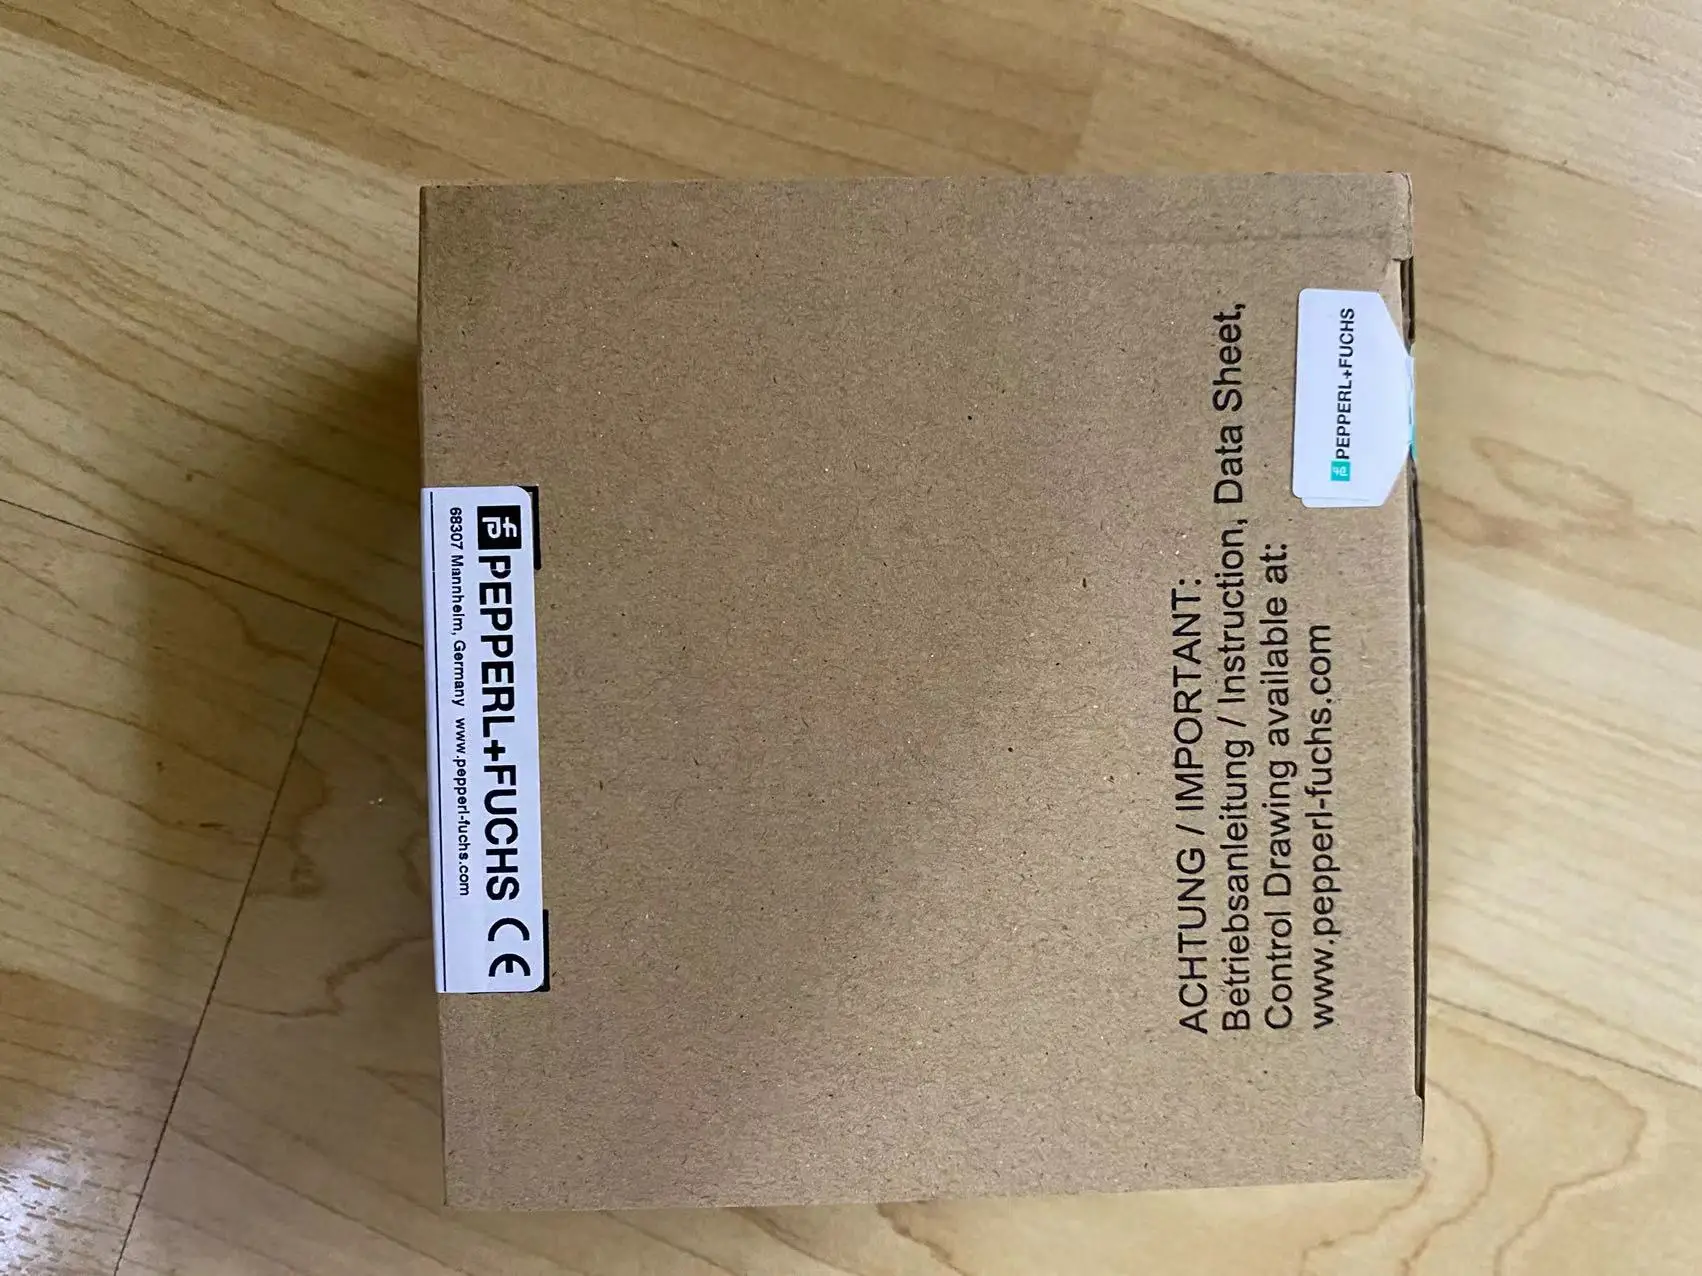 PEPPERL+FUCHS CE
68307 Mannheim, Germany www.pepperl-fuchs.com
ACHTUNG / IMPORTANT:
Betriebsanleitung / Instruction, Data Sheet,
Control Drawing available at:
www.pepperl-fuchs.com
PEPPERL+FUCHS